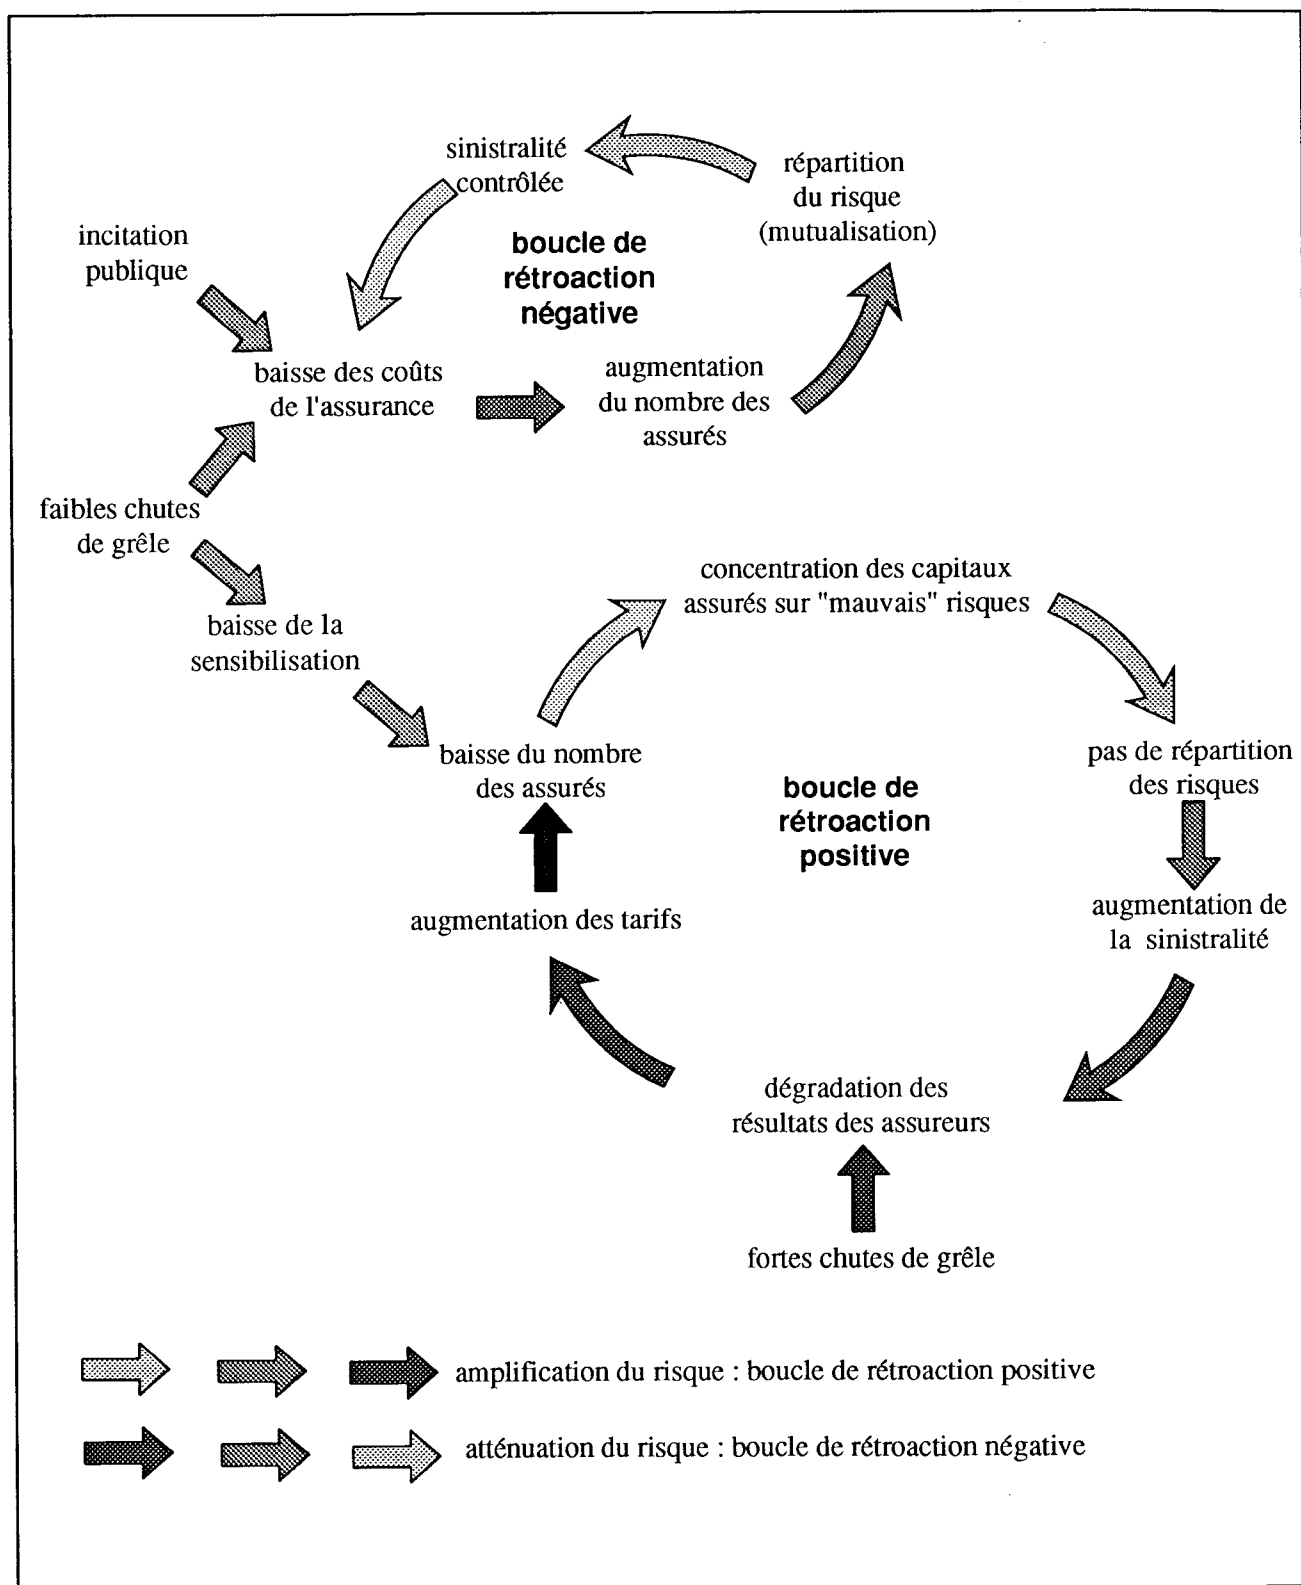 sinistralité
contrôlée
répartition
du risque
(mutualisation)
incitation
publique
boucle de
rétroaction
négative
baisse des coûts
de l'assurance
augmentation
du nombre des
assurés
faibles chutes
de grêle
baisse de la
sensibilisation
concentration des capitaux
assurés sur "mauvais" risques
baisse du nombre
des assurés
boucle de
rétroaction
positive
pas de répartition
des risques
augmentation des tarifs
augmentation de
la sinistralité
dégradation des
résultats des assureurs
fortes chutes de grêle
amplification du risque : boucle de rétroaction positive
atténuation du risque : boucle de rétroaction négative